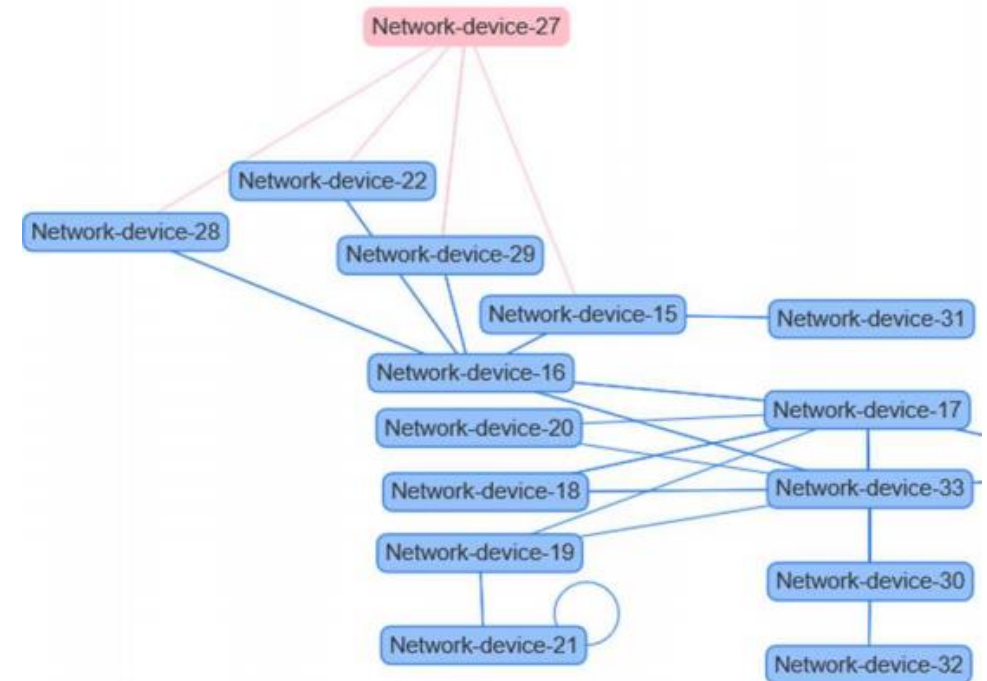 Network-device-27
Network-device-22
Network-device-28
Network-device-29
Network-device-15
Network-device-31
Network-device-16
Network-device-17
Network-device-20
Network-device-18
Network-device-33
Network-device-19
Network-device-30
Network-device-21
Network-device-32